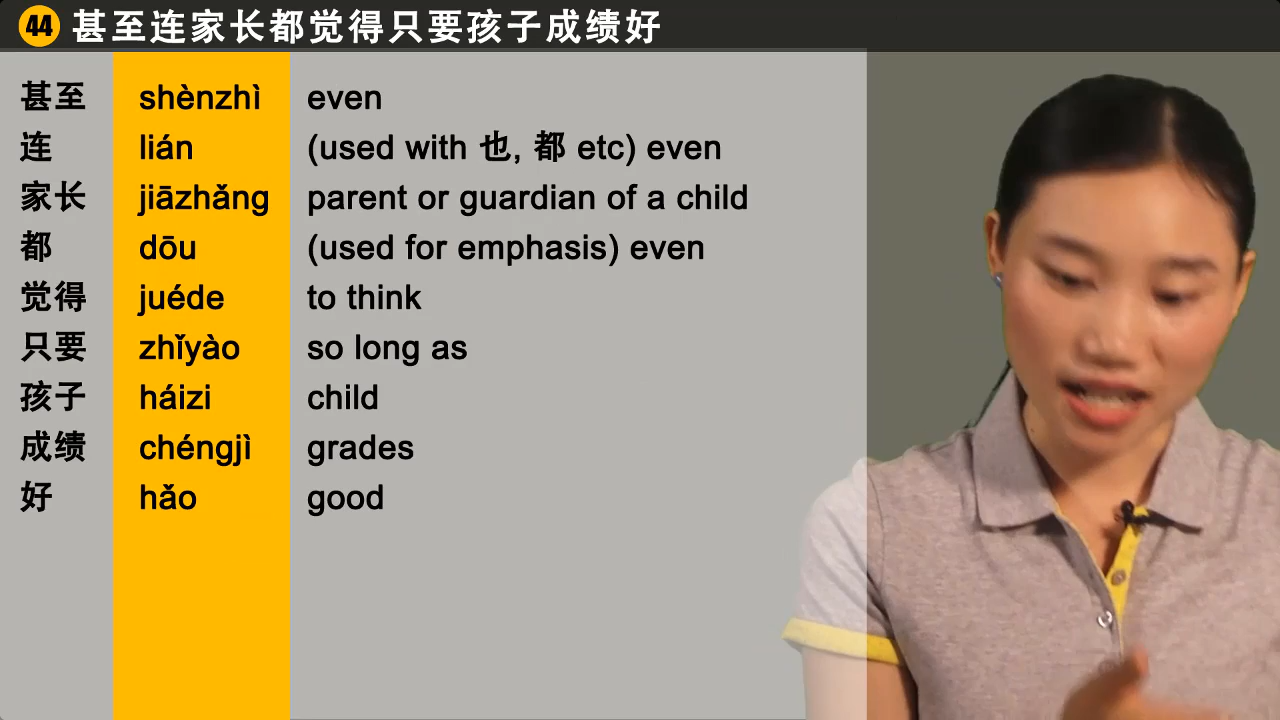 44 甚至连家长都觉得只要孩子成绩好
甚至 shènzhì even
连 lián (used with 也, 都 etc) even
家长 jiāzhǎng parent or guardian of a child
都 dōu (used for emphasis) even
觉得 juéde to think
只要 zhǐyào so long as
孩子 háizi child
成绩 chéngjì grades
好 hǎo good